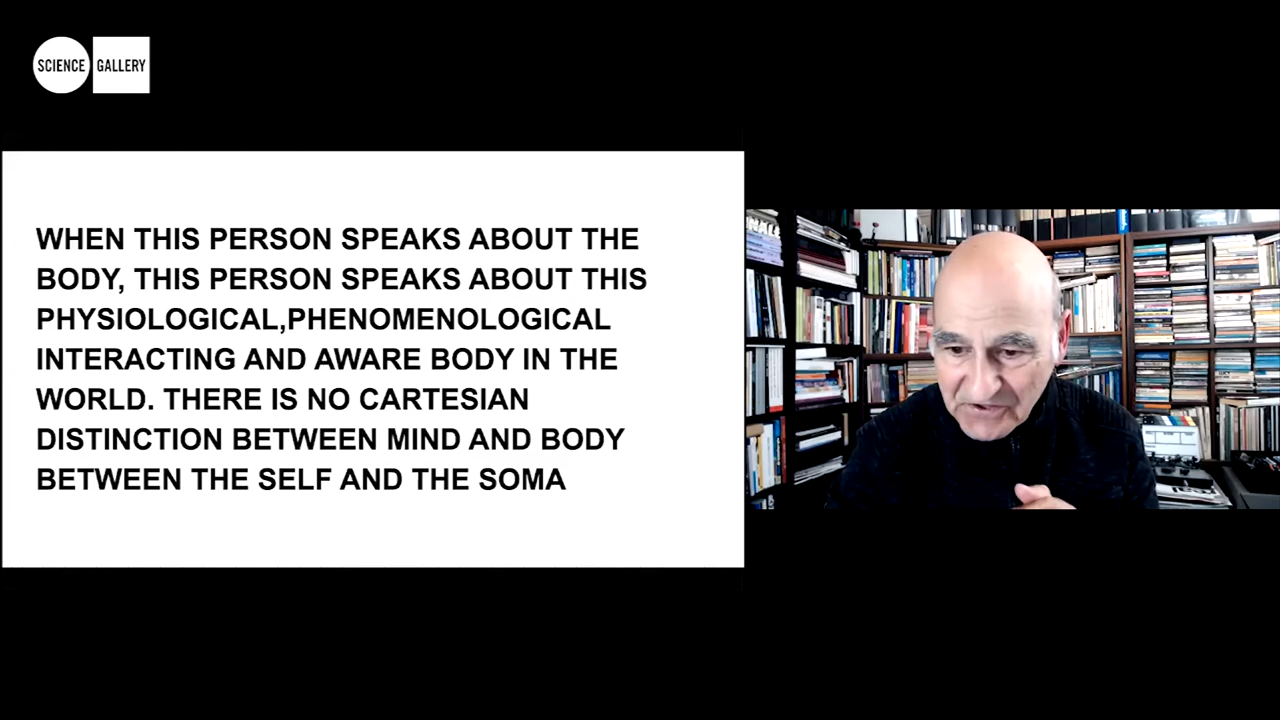 SCIENCE GALLERY
WHEN THIS PERSON SPEAKS ABOUT THE
BODY, THIS PERSON SPEAKS ABOUT THIS
PHYSIOLOGICAL,PHENOMENOLOGICAL
INTERACTING AND AWARE BODY IN THE
WORLD. THERE IS NO CARTESIAN
DISTINCTION BETWEEN MIND AND BODY
BETWEEN THE SELF AND THE SOMA